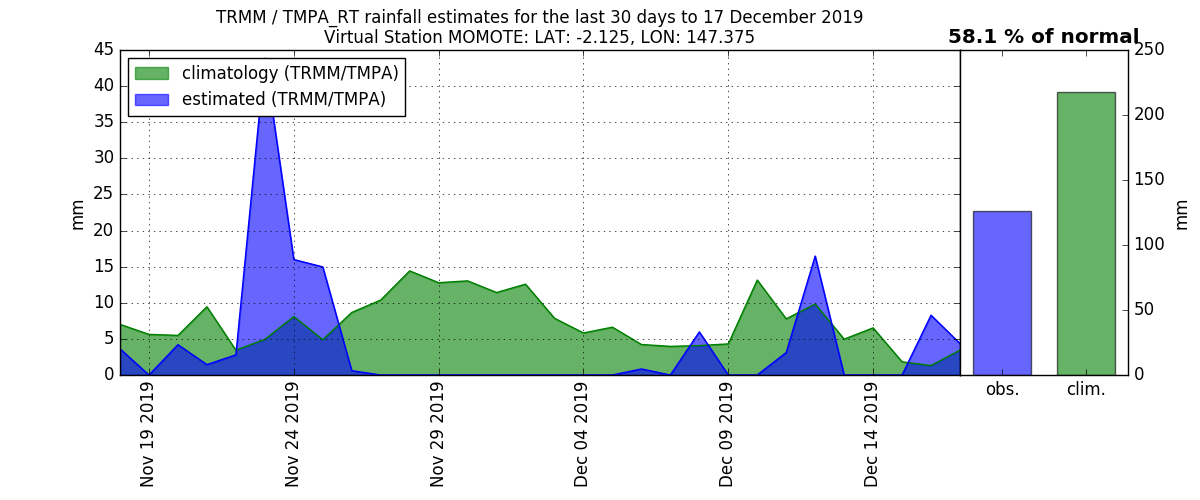 TRMM / TMPA_RT rainfall estimates for the last 30 days to 17 December 2019
Virtual Station MOMOTE: LAT: -2.125, LON: 147.375
58.1 % of normal
climatology (TRMM/TMPA)
estimated (TRMM/TMPA)
45
40
35
30
25
20
15
10
5
0
mm
250
200
150
100
50
0
mm
Nov 19 2019
Nov 24 2019
Nov 29 2019
Dec 04 2019
Dec 09 2019
Dec 14 2019
obs.
clim.